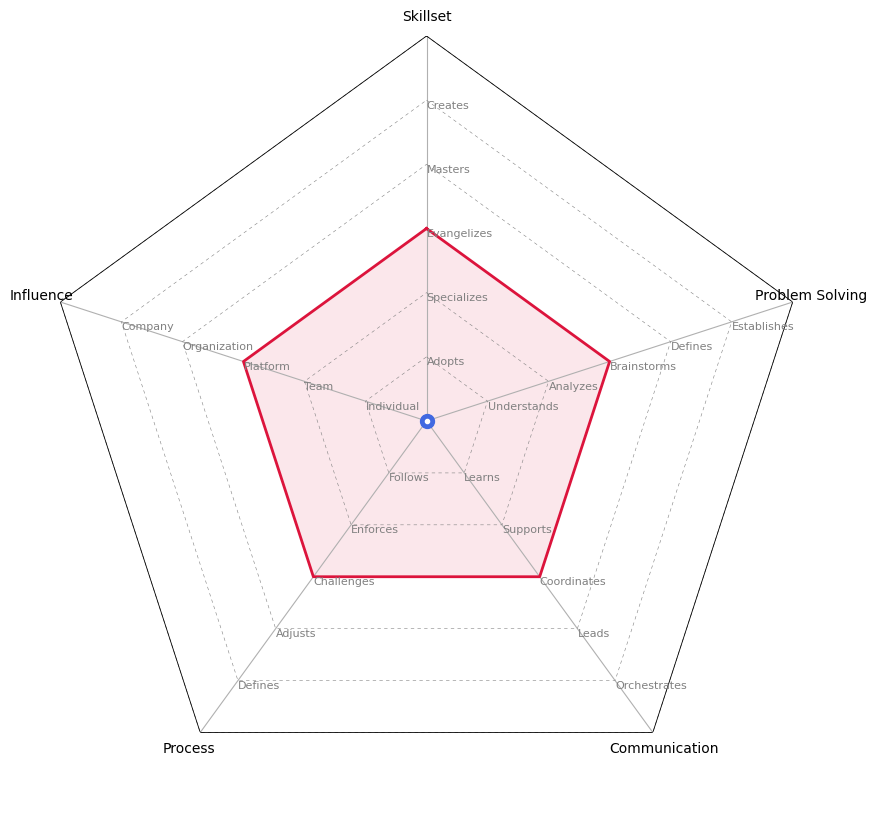 Skillset
Creates
Masters
Evangelizes
Specializes
Adopts
Influence
Company
Organization
Platform
Team
Individual
Problem Solving
Establishes
Defines
Brainstorms
Analyzes
Understands
Follows
Enforces
Challenges
Adjusts
Defines
Process
Learns
Supports
Coordinates
Leads
Orchestrates
Communication